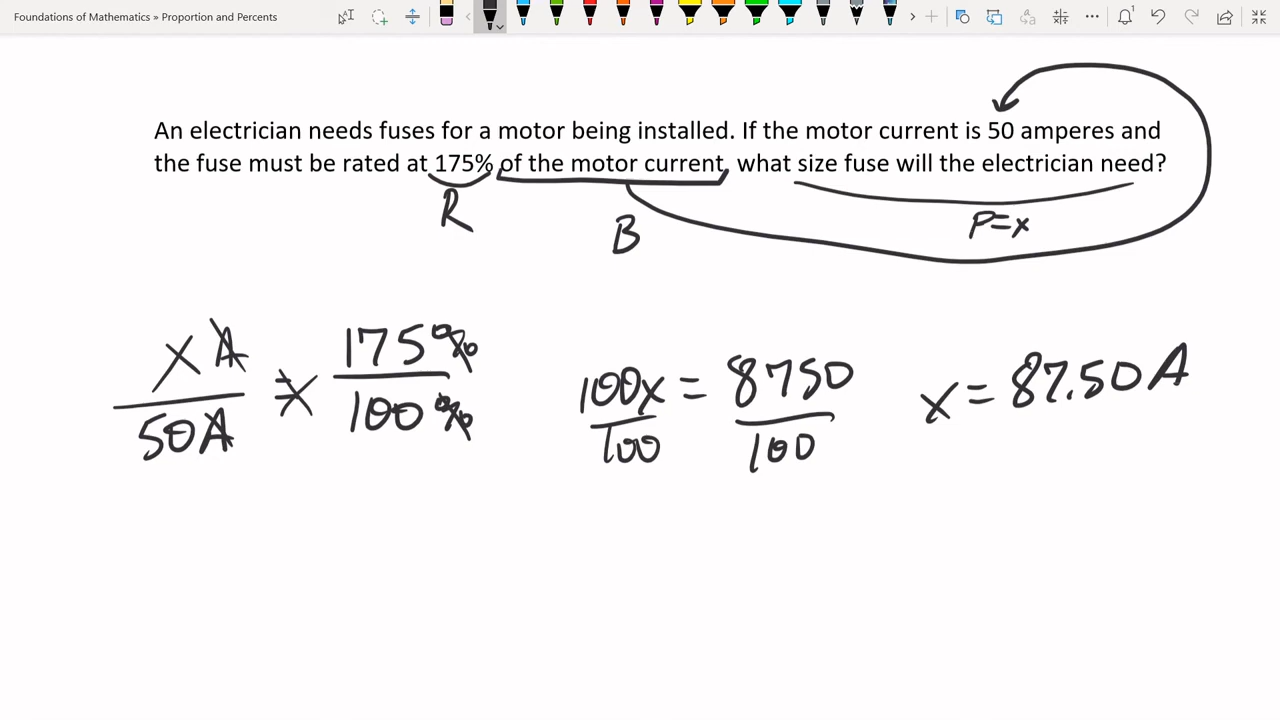 Foundations of Mathematics » Proportion and Percents
An electrician needs fuses for a motor being installed. If the motor current is 50 amperes and
the fuse must be rated at 175% of the motor current, what size fuse will the electrician need?
R
B
P=x
x A / 50A = 175% / 100%
100x / 100 = 8750 / 100
x = 87.50 A